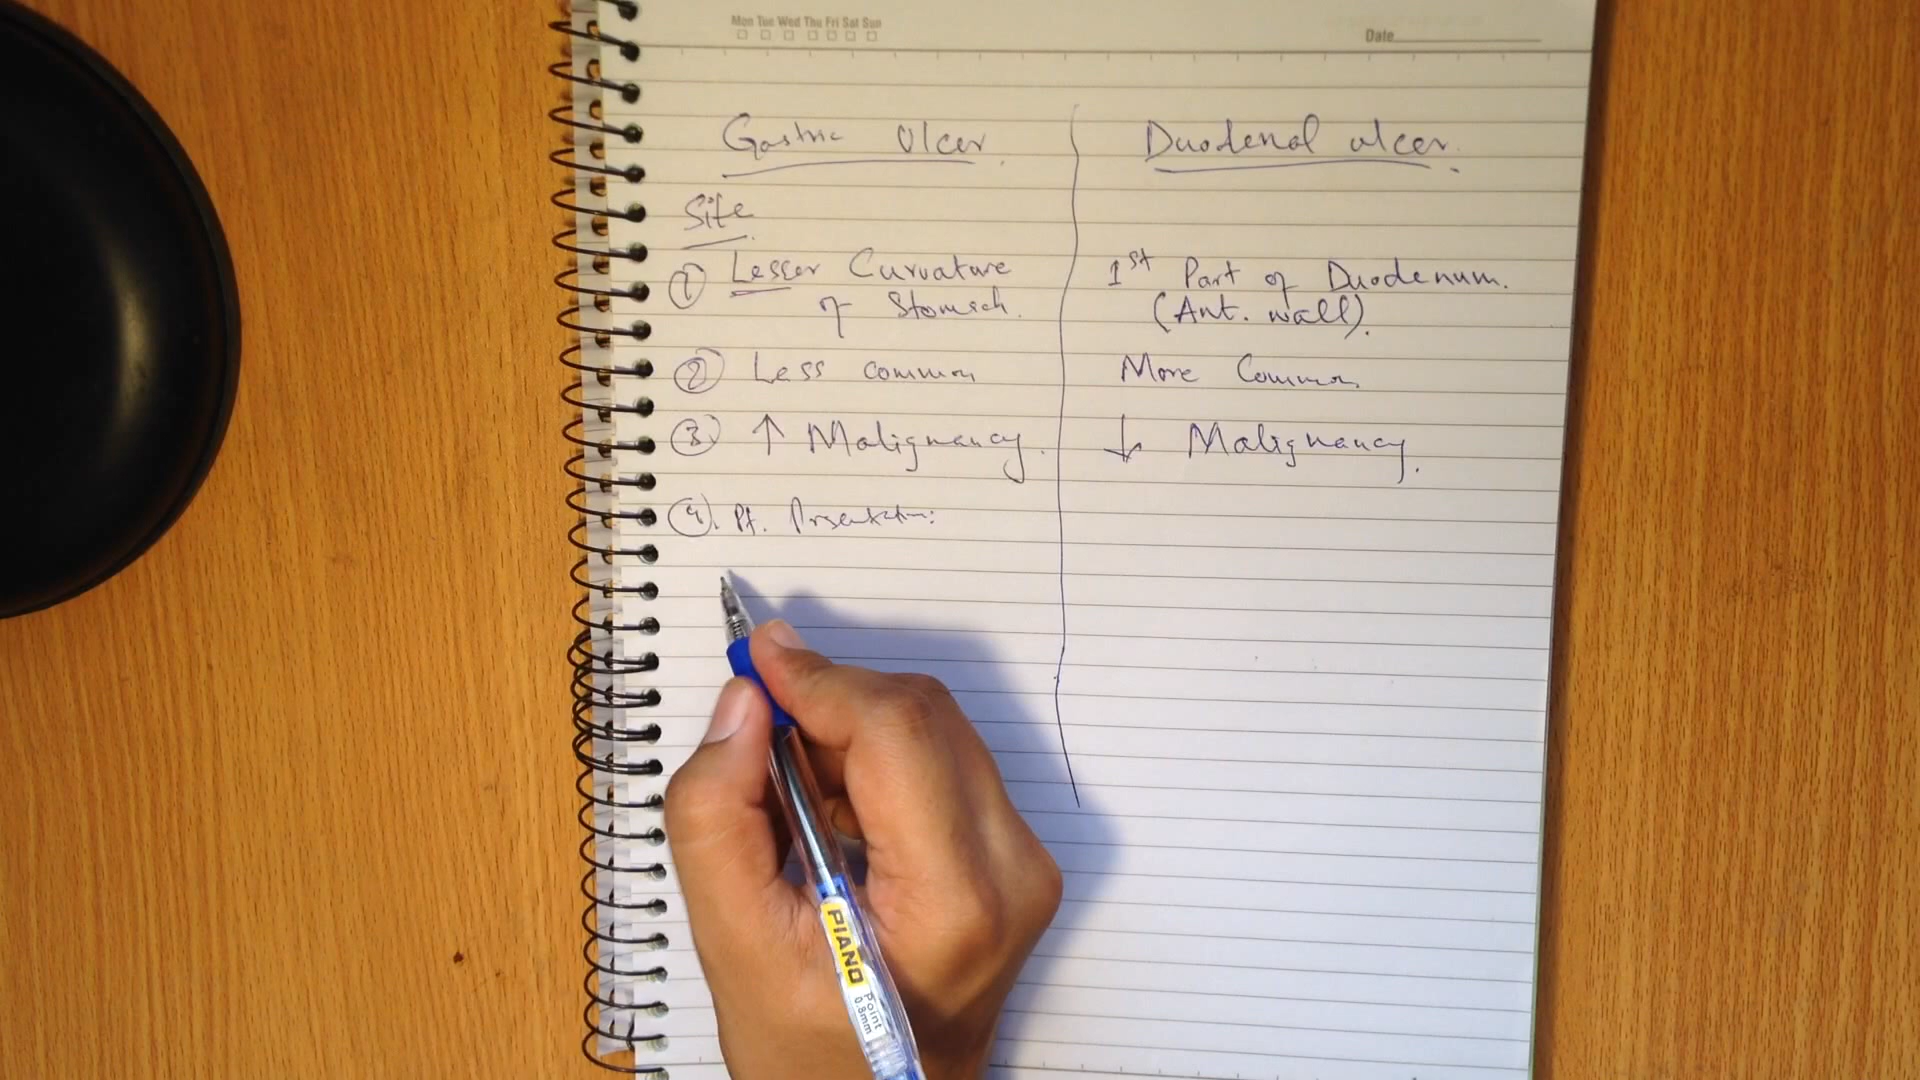 Mon Tue Wed Thu Fri Sat Sun
Date
Gastric Ulcer.
Duodenal ulcer.
Site
① Lesser Curvature
of Stomach.
1st Part of Duodenum.
(Ant. wall).
② Less common
More Common
③ ↑ Malignancy.
↓ Malignancy.
④. Pt. Presentation:
PIANO
Point
0.8mm